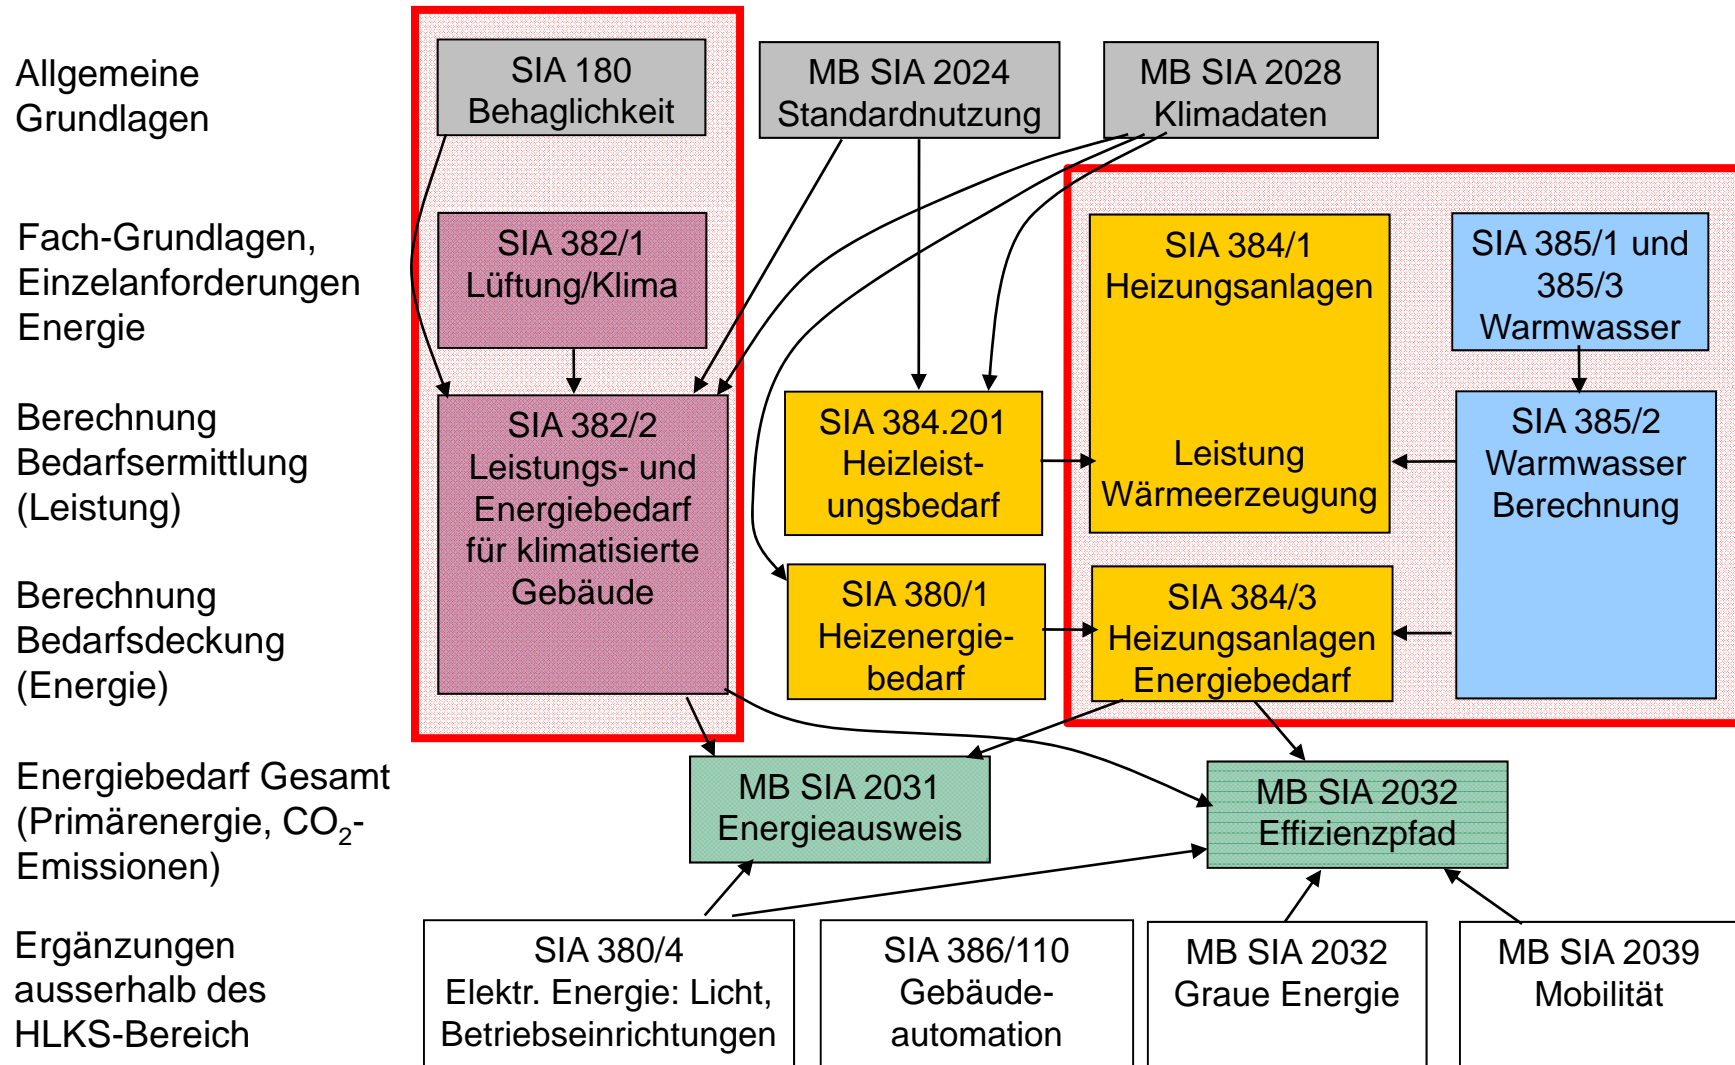 Allgemeine
Grundlagen
SIA 180
Behaglichkeit
MB SIA 2024
Standardnutzung
MB SIA 2028
Klimadaten
Fach-Grundlagen,
Einzelanforderungen
Energie
SIA 382/1
Lüftung/Klima
SIA 384/1
Heizungsanlagen
Leistung
Wärmeerzeugung
SIA 385/1 und
385/3
Warmwasser
Berechnung
Bedarfsermittlung
(Leistung)
SIA 382/2
Leistungs- und
Energiebedarf
für klimatisierte
Gebäude
SIA 384.201
Heizleist-
ungsbedarf
SIA 385/2
Warmwasser
Berechnung
Berechnung
Bedarfsdeckung
(Energie)
SIA 380/1
Heizenergie-
bedarf
SIA 384/3
Heizungsanlagen
Energiebedarf
Energiebedarf Gesamt
(Primärenergie, CO2-
Emissionen)
MB SIA 2031
Energieausweis
MB SIA 2032
Effizienzpfad
Ergänzungen
ausserhalb des
HLKS-Bereich
SIA 380/4
Elektr. Energie: Licht,
Betriebseinrichtungen
SIA 386/110
Gebäude-
automation
MB SIA 2032
Graue Energie
MB SIA 2039
Mobilität